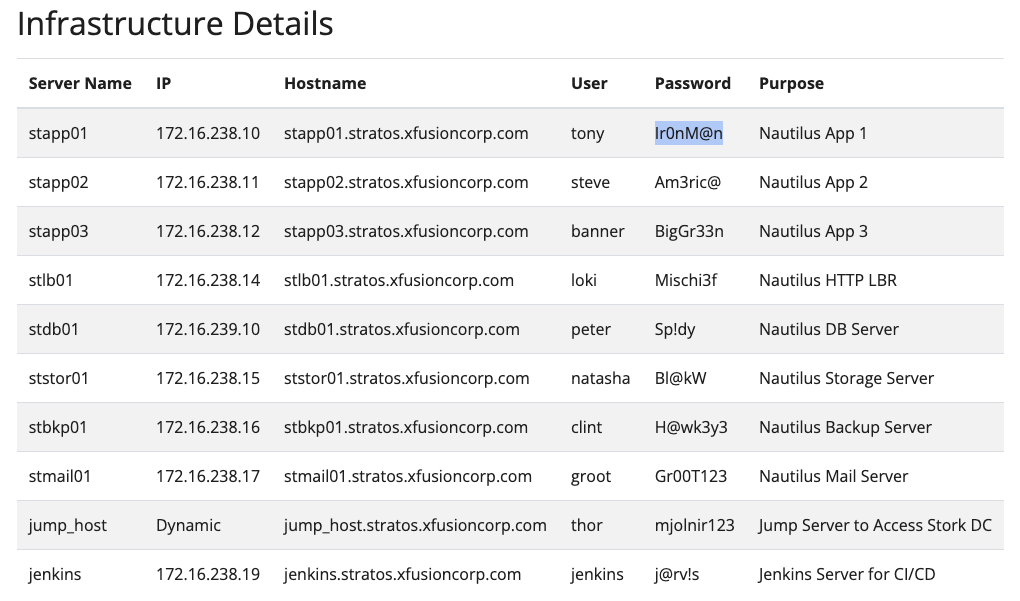 Infrastructure Details
Server Name IP Hostname User Password Purpose
stapp01 172.16.238.10 stapp01.stratos.xfusioncorp.com tony Ir0nM@n Nautilus App 1
stapp02 172.16.238.11 stapp02.stratos.xfusioncorp.com steve Am3ric@ Nautilus App 2
stapp03 172.16.238.12 stapp03.stratos.xfusioncorp.com banner BigGr33n Nautilus App 3
stlb01 172.16.238.14 stlb01.stratos.xfusioncorp.com loki Mischi3f Nautilus HTTP LBR
stdb01 172.16.239.10 stdb01.stratos.xfusioncorp.com peter Sp!dy Nautilus DB Server
ststor01 172.16.238.15 ststor01.stratos.xfusioncorp.com natasha Bl@kW Nautilus Storage Server
stbkp01 172.16.238.16 stbkp01.stratos.xfusioncorp.com clint H@wk3y3 Nautilus Backup Server
stmail01 172.16.238.17 stmail01.stratos.xfusioncorp.com groot Gr00T123 Nautilus Mail Server
jump_host Dynamic jump_host.stratos.xfusioncorp.com thor mjolnir123 Jump Server to Access Stork DC
jenkins 172.16.238.19 jenkins.stratos.xfusioncorp.com jenkins j@rv!s Jenkins Server for CI/CD